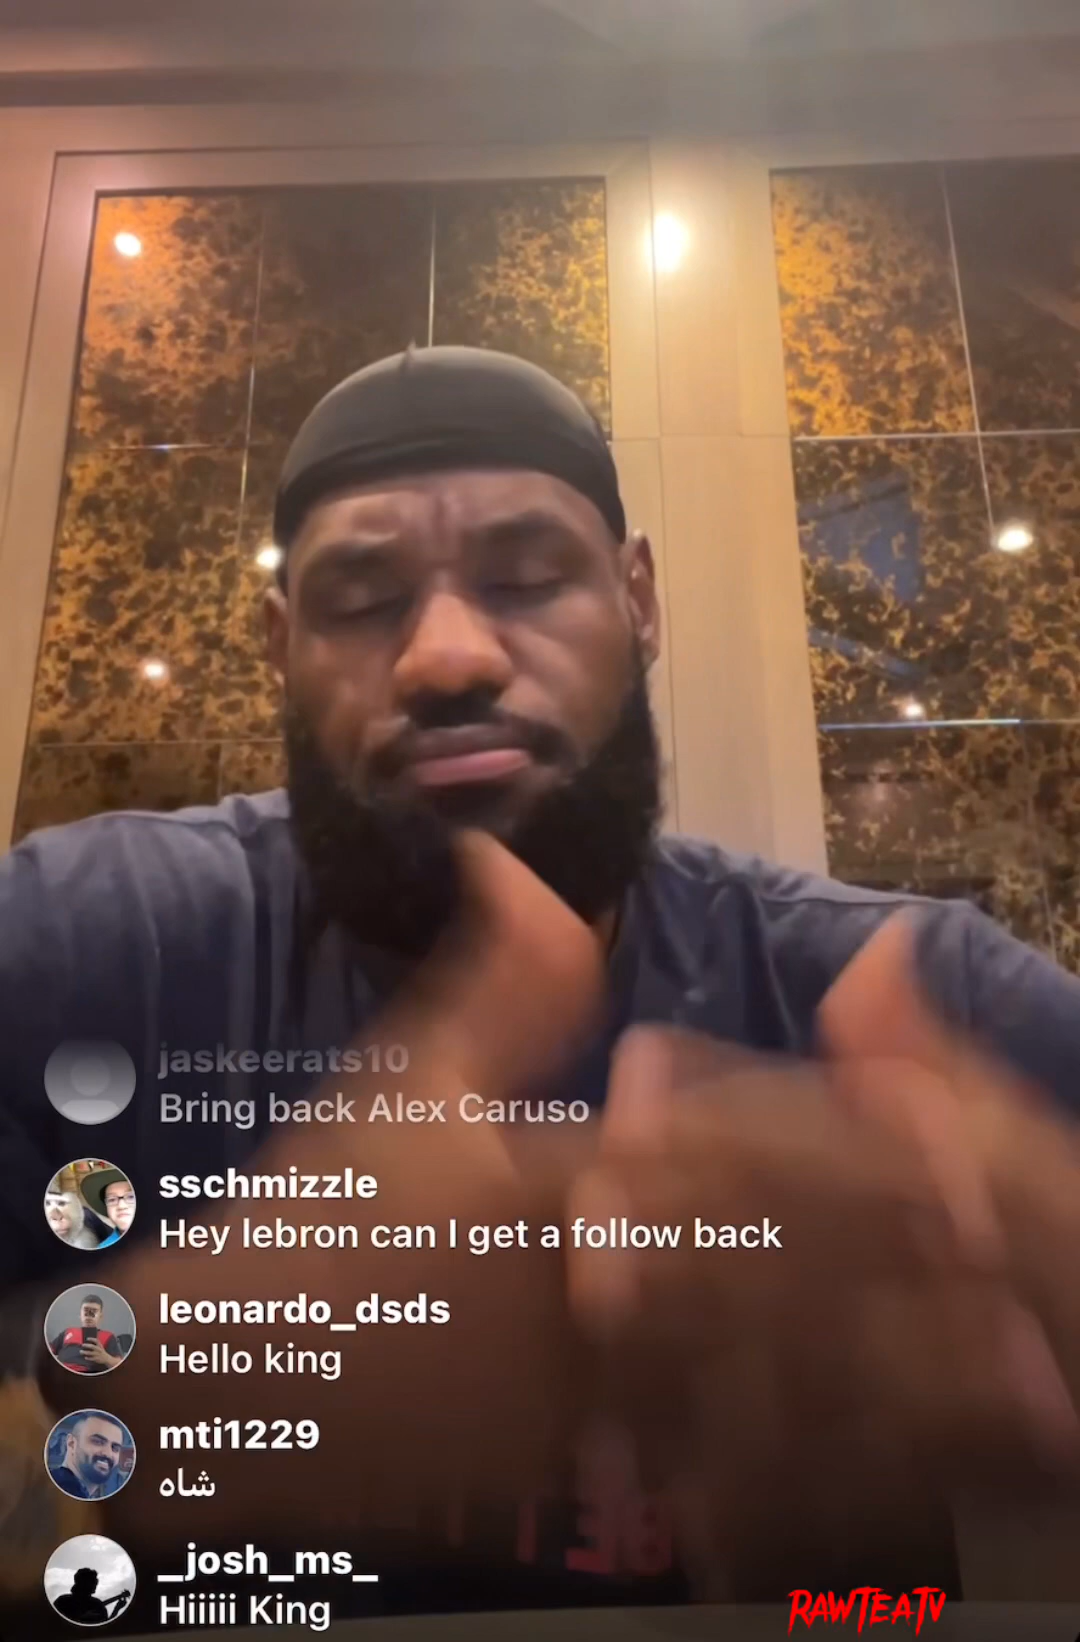 jaskeerats10
Bring back Alex Caruso
sschmizzle
Hey lebron can I get a follow back
leonardo_dsds
Hello king
mti1229
شاه
_josh_ms_
Hiiiii King
RAWTEATV